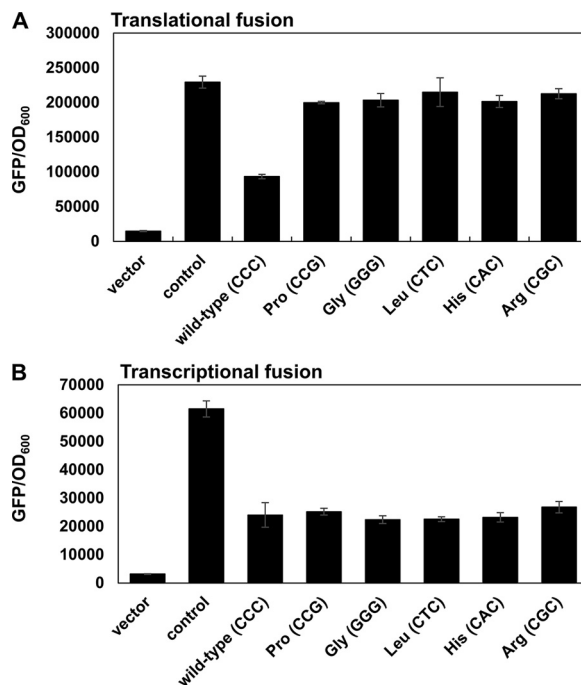 A Translational fusion
300000
250000
200000
150000
100000
50000
0
GFP/OD600
vector
control
wild-type (CCC)
Pro (CCG)
Gly (GGG)
Leu (CTC)
His (CAC)
Arg (CGC)
B Transcriptional fusion
70000
60000
50000
40000
30000
20000
10000
0
GFP/OD600
vector
control
wild-type (CCC)
Pro (CCG)
Gly (GGG)
Leu (CTC)
His (CAC)
Arg (CGC)